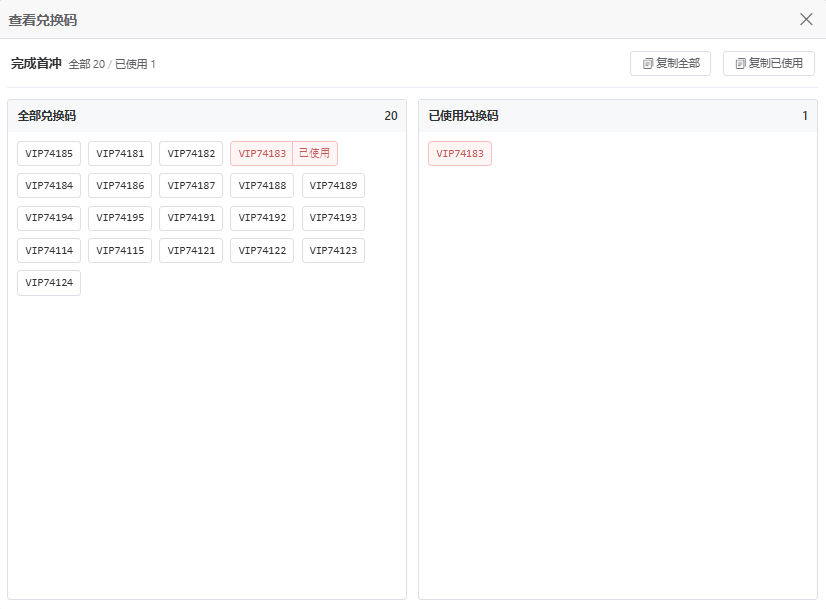 查看兑换码
完成首冲 全部 20 / 已使用 1 复制全部 复制已使用
全部兑换码 20
VIP74185 VIP74181 VIP74182 VIP74183 已使用
VIP74184 VIP74186 VIP74187 VIP74188 VIP74189
VIP74194 VIP74195 VIP74191 VIP74192 VIP74193
VIP74114 VIP74115 VIP74121 VIP74122 VIP74123
VIP74124
已使用兑换码 1
VIP74183